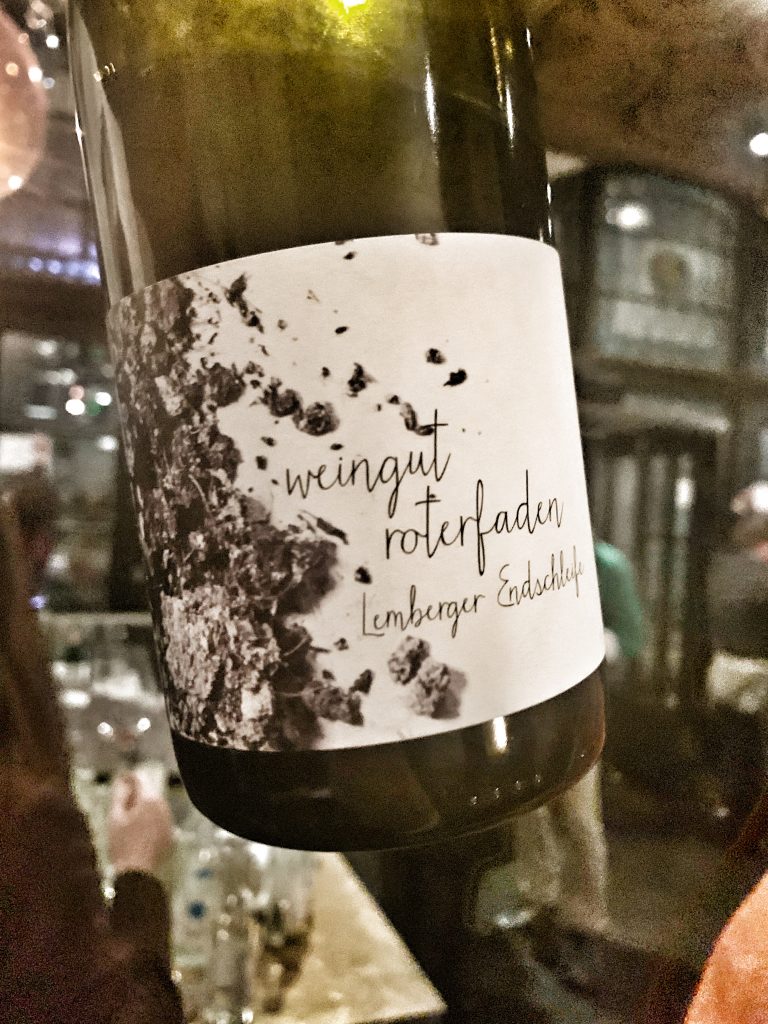 weingut
roterfaden
Lemberger Endschleife